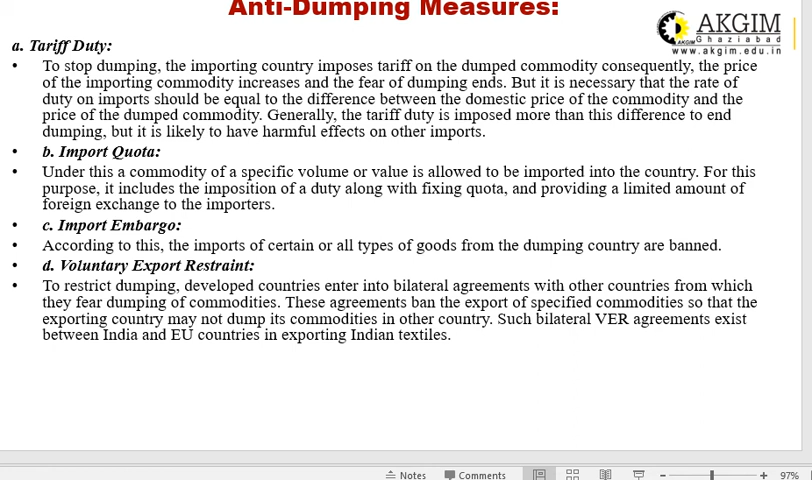 Anti-Dumping Measures:
AKGIM
AKGIM Ghaziabad
www.akgim.edu.in
a. Tariff Duty:
• To stop dumping, the importing country imposes tariff on the dumped commodity consequently, the price
of the importing commodity increases and the fear of dumping ends. But it is necessary that the rate of
duty on imports should be equal to the difference between the domestic price of the commodity and the
price of the dumped commodity. Generally, the tariff duty is imposed more than this difference to end
dumping, but it is likely to have harmful effects on other imports.
• b. Import Quota:
• Under this a commodity of a specific volume or value is allowed to be imported into the country. For this
purpose, it includes the imposition of a duty along with fixing quota, and providing a limited amount of
foreign exchange to the importers.
• c. Import Embargo:
• According to this, the imports of certain or all types of goods from the dumping country are banned.
• d. Voluntary Export Restraint:
• To restrict dumping, developed countries enter into bilateral agreements with other countries from which
they fear dumping of commodities. These agreements ban the export of specified commodities so that the
exporting country may not dump its commodities in other country. Such bilateral VER agreements exist
between India and EU countries in exporting Indian textiles.
Notes Comments 97%